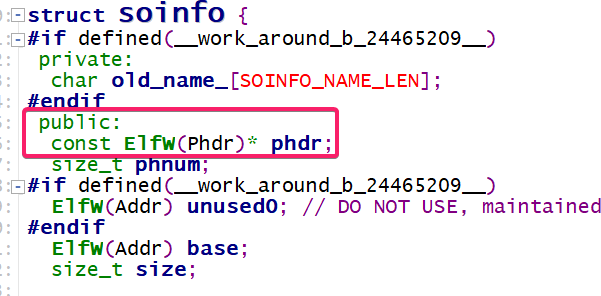 struct soinfo {
#if defined(__work_around_b_24465209__)
private:
char old_name_[SOINFO_NAME_LEN];
#endif
public:
const ElfW(Phdr)* phdr;
size_t phnum;
#if defined(__work_around_b_24465209__)
ElfW(Addr) unused0; // DO NOT USE, maintained
#endif
ElfW(Addr) base;
size_t size;